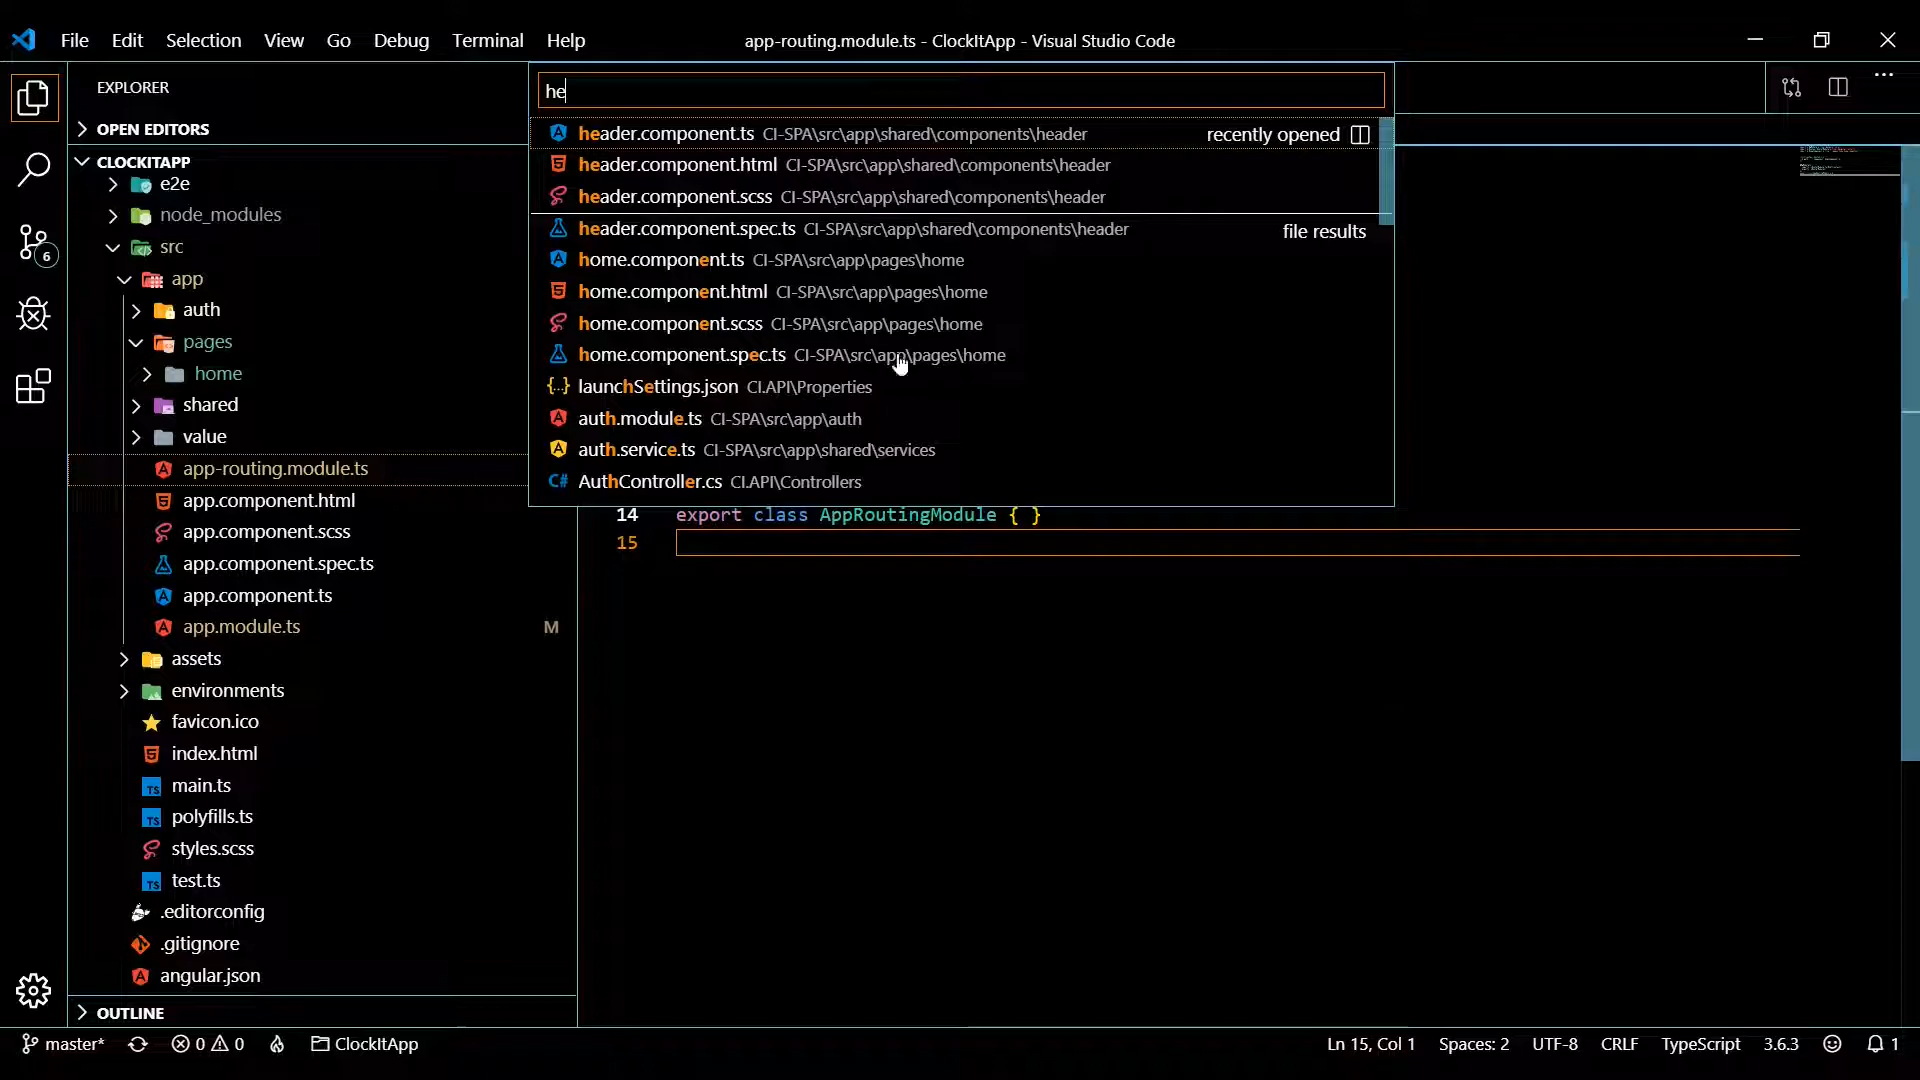 File Edit Selection View Go Debug Terminal Help
app-routing.module.ts - ClockItApp - Visual Studio Code
EXPLORER
OPEN EDITORS
CLOCKITAPP
e2e
node_modules
src
app
auth
pages
home
shared
value
app-routing.module.ts
app.component.html
app.component.scss
app.component.spec.ts
app.component.ts
app.module.ts M
assets
environments
favicon.ico
index.html
main.ts
polyfills.ts
styles.scss
test.ts
.editorconfig
.gitignore
angular.json
OUTLINE
he
header.component.ts CI-SPA\src\app\shared\components\header recently opened
header.component.html CI-SPA\src\app\shared\components\header
header.component.scss CI-SPA\src\app\shared\components\header
header.component.spec.ts CI-SPA\src\app\shared\components\header file results
home.component.ts CI-SPA\src\app\pages\home
home.component.html CI-SPA\src\app\pages\home
home.component.scss CI-SPA\src\app\pages\home
home.component.spec.ts CI-SPA\src\app\pages\home
launchSettings.json CI.API\Properties
auth.module.ts CI-SPA\src\app\auth
auth.service.ts CI-SPA\src\app\shared\services
AuthController.cs CI.API\Controllers
14 export class AppRoutingModule { }
15
6
master* 0 0 ClockItApp
Ln 15, Col 1 Spaces: 2 UTF-8 CRLF TypeScript 3.6.3 1